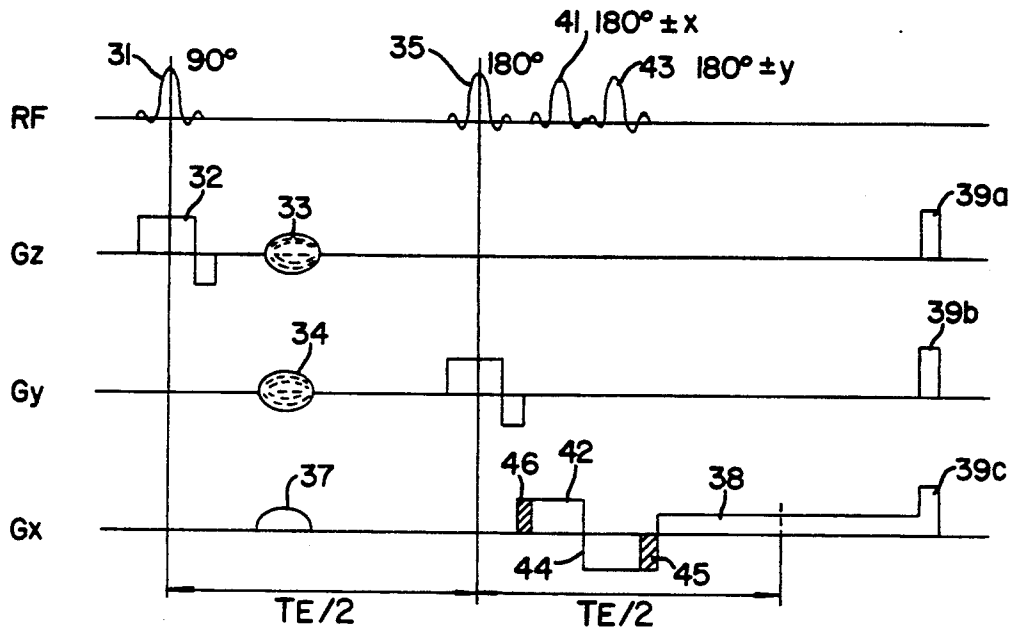 41, 180° ± x
31 90° 35 180° 43 180° ± y
RF
32 33 39a
Gz
34 39b
Gy
37 46 42 38 39c
Gx
44 45
TE/2 TE/2